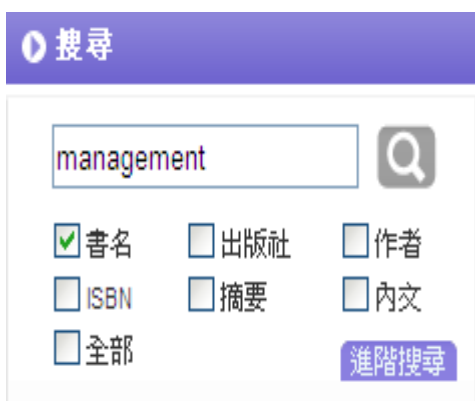 搜尋
management
書名 出版社 作者
ISBN 摘要 內文
全部 進階搜尋